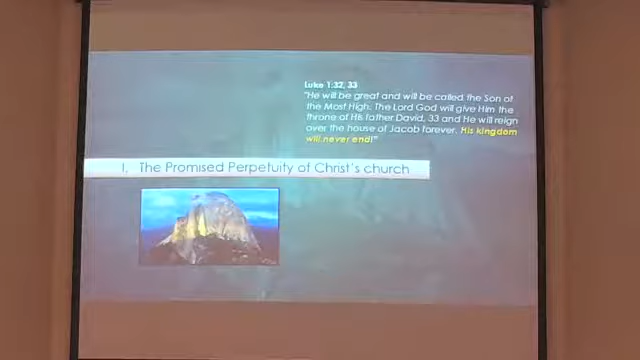 Luke 1:32, 33
"He will be great and will be called the Son of
the Most High. The Lord God will give Him the
throne of His father David, 33 and He will reign
over the house of Jacob forever. His kingdom
will never end!"
I. The Promised Perpetuity of Christ's church